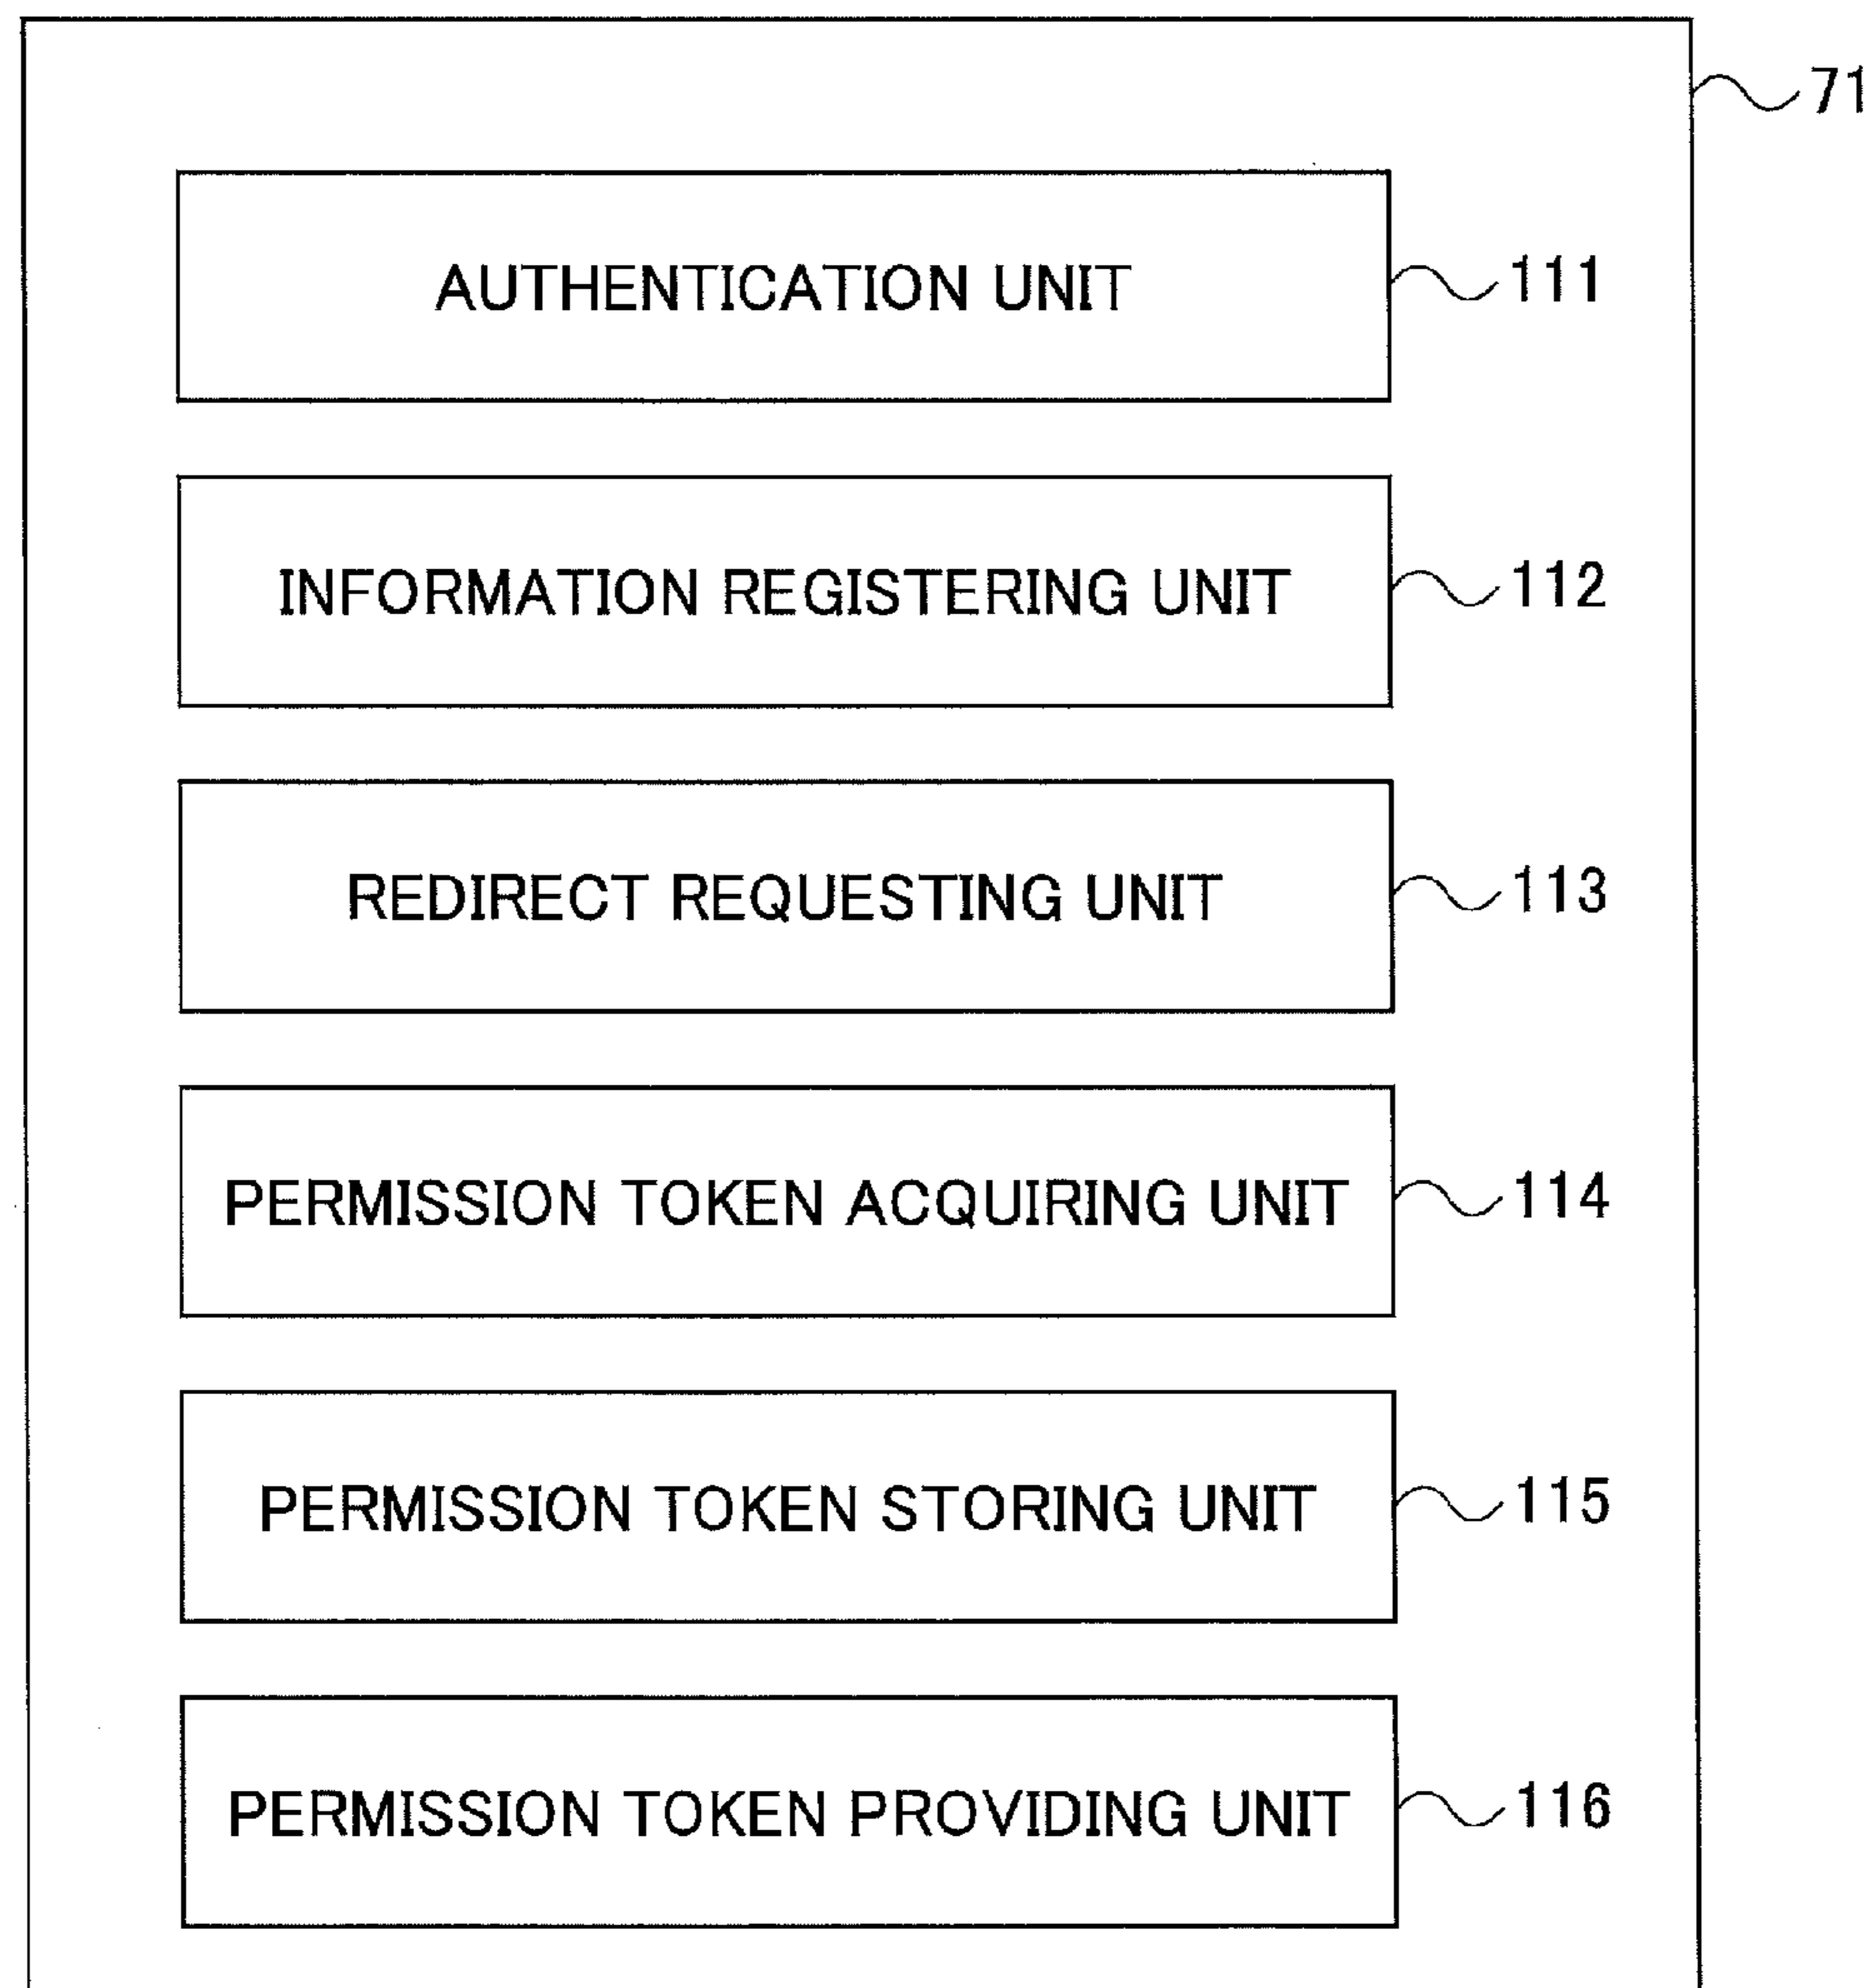 71
AUTHENTICATION UNIT 111
INFORMATION REGISTERING UNIT 112
REDIRECT REQUESTING UNIT 113
PERMISSION TOKEN ACQUIRING UNIT 114
PERMISSION TOKEN STORING UNIT 115
PERMISSION TOKEN PROVIDING UNIT 116